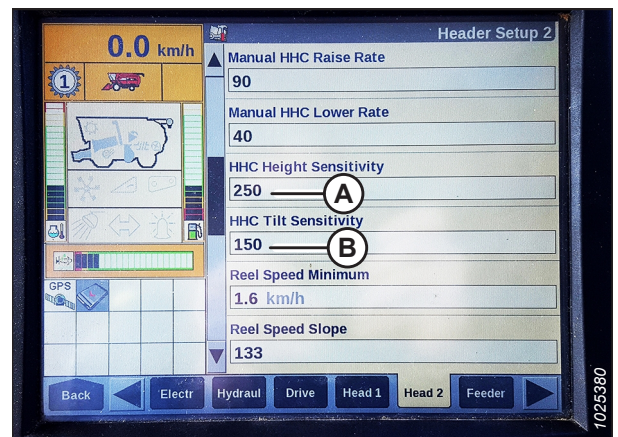 0.0 km/h
Header Setup 2
1
Manual HHC Raise Rate
90
Manual HHC Lower Rate
40
HHC Height Sensitivity
250
A
HHC Tilt Sensitivity
150
B
Reel Speed Minimum
1.6 km/h
Reel Speed Slope
133
GPS
Back
Electr
Hydraul
Drive
Head 1
Head 2
Feeder
1025380